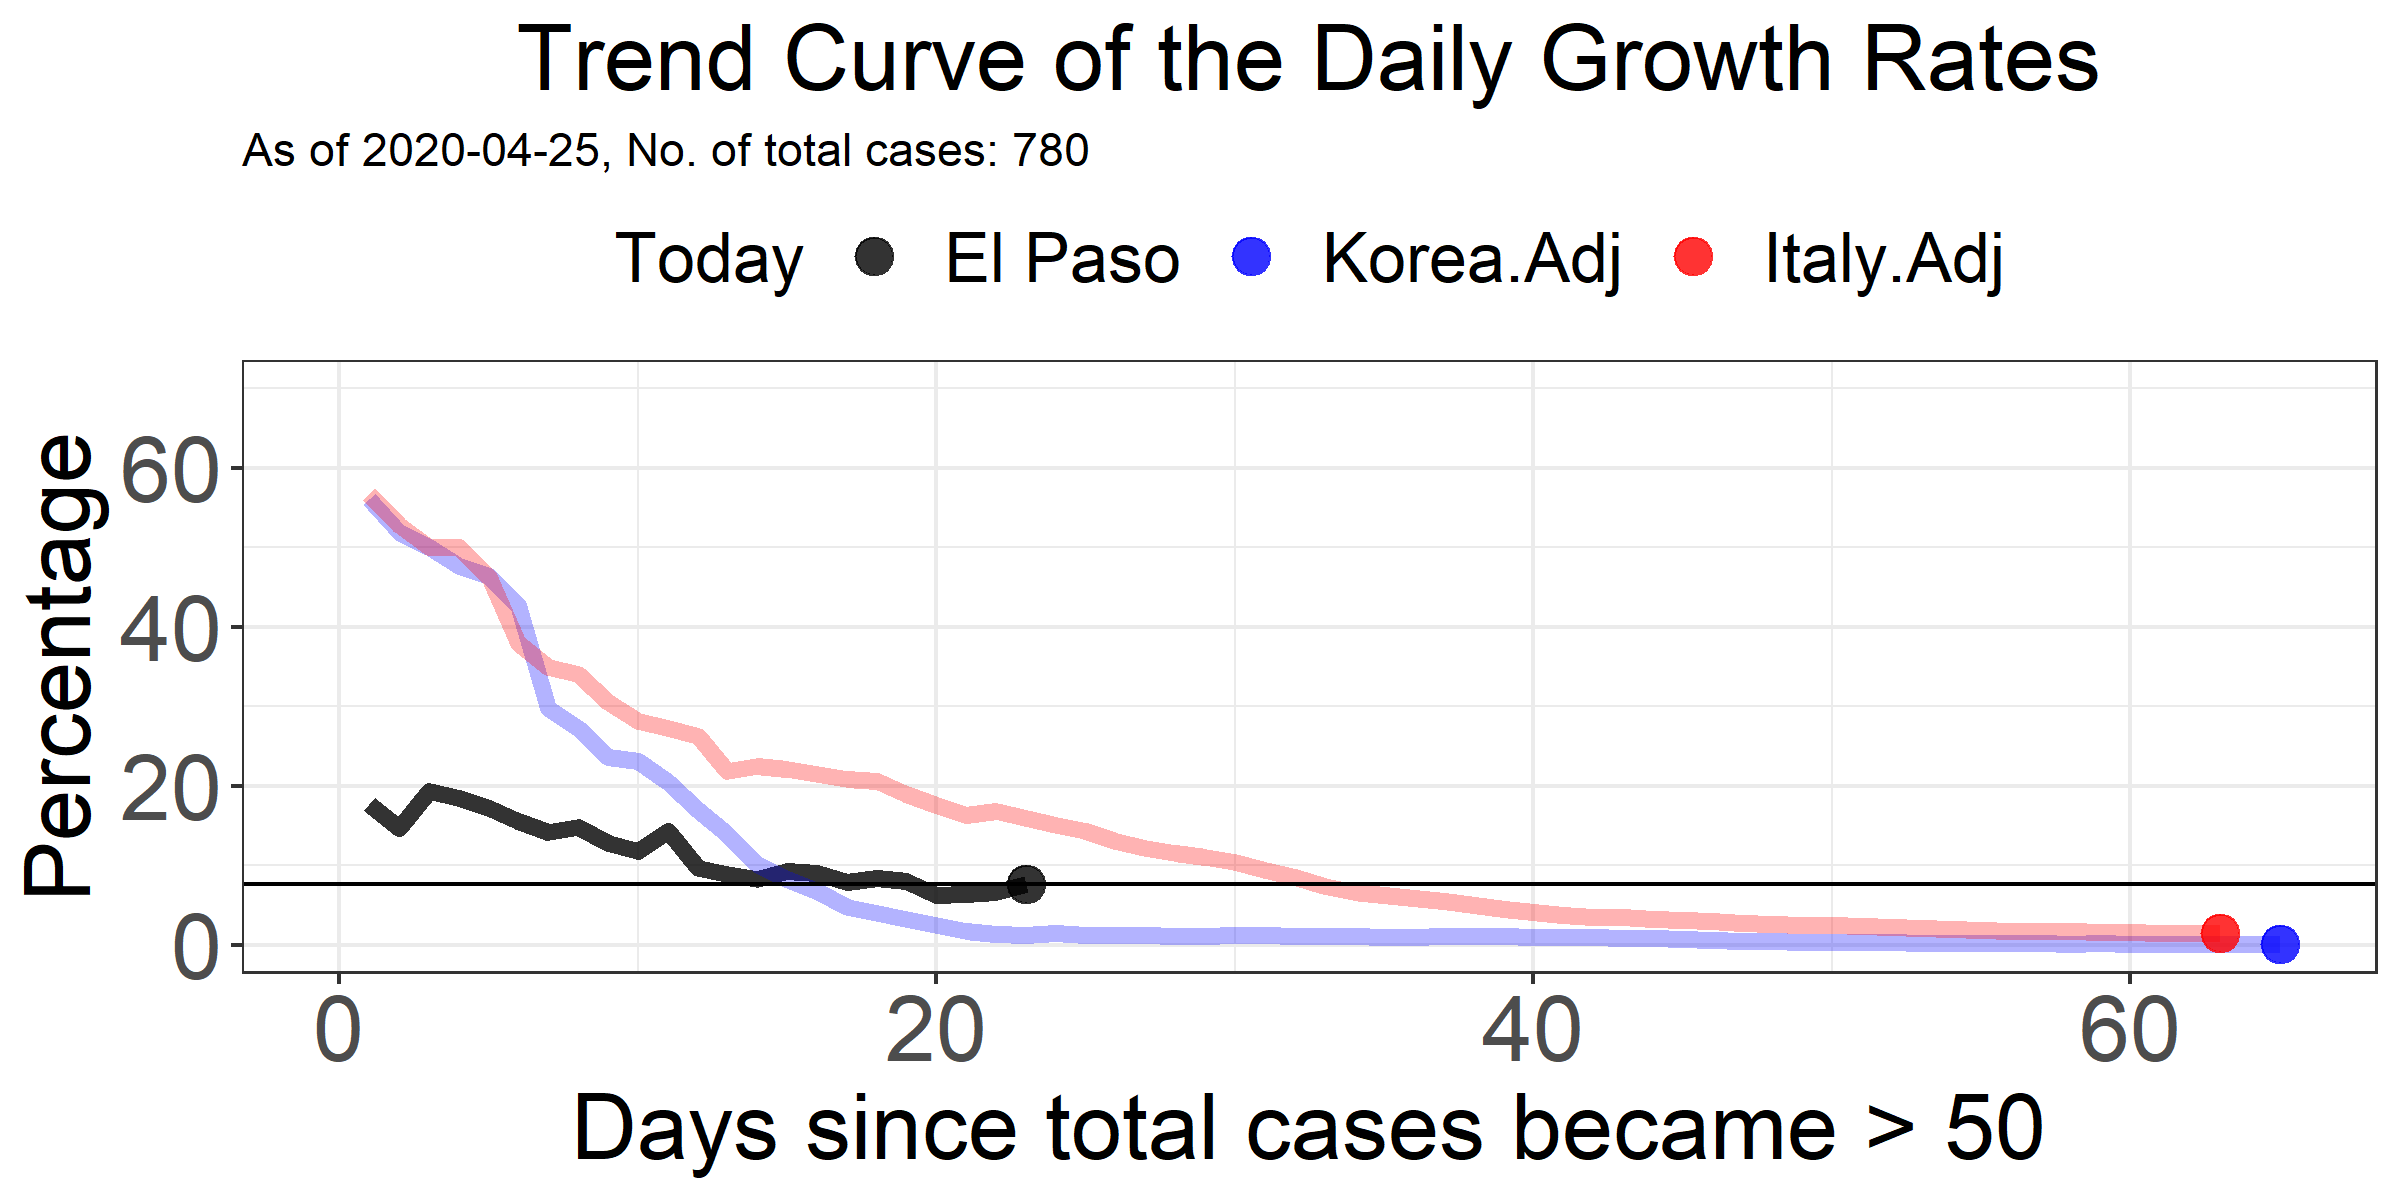 Trend Curve of the Daily Growth Rates
As of 2020-04-25, No. of total cases: 780
Today El Paso Korea.Adj Italy.Adj
Percentage
60
40
20
0
0 20 40 60
Days since total cases became > 50